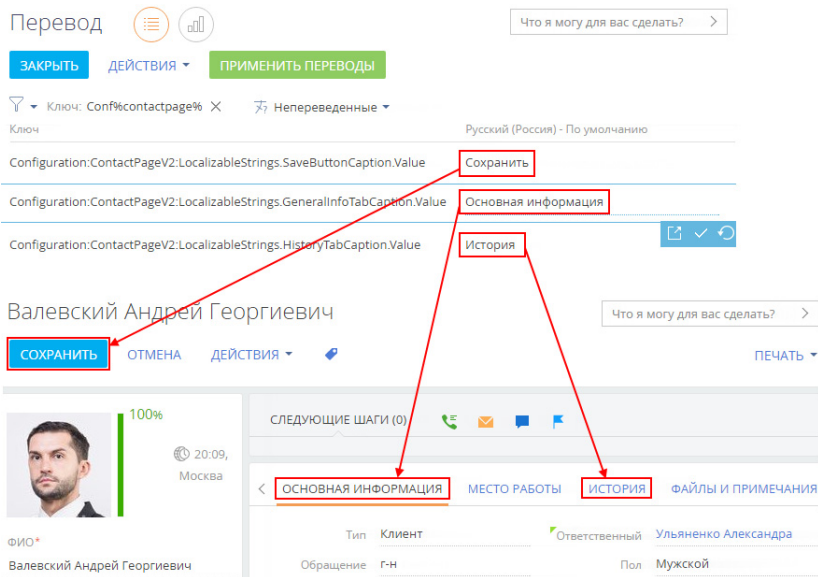 Перевод
Что я могу для вас сделать?
ЗАКРЫТЬ ДЕЙСТВИЯ ПРИМЕНИТЬ ПЕРЕВОДЫ
Ключ: Conf%contactpage% Непереведенные
Ключ Русский (Россия) - По умолчанию
Configuration:ContactPageV2:LocalizableStrings.SaveButtonCaption.Value Сохранить
Configuration:ContactPageV2:LocalizableStrings.GeneralInfoTabCaption.Value Основная информация
Configuration:ContactPageV2:LocalizableStrings.HistoryTabCaption.Value История
Валевский Андрей Георгиевич
Что я могу для вас сделать?
СОХРАНИТЬ ОТМЕНА ДЕЙСТВИЯ ПЕЧАТЬ
100%
СЛЕДУЮЩИЕ ШАГИ (0)
20:09,
Москва
ОСНОВНАЯ ИНФОРМАЦИЯ МЕСТО РАБОТЫ ИСТОРИЯ ФАЙЛЫ И ПРИМЕЧАНИЯ
Тип Клиент Ответственный Ульяненко Александра
ФИО*
Валевский Андрей Георгиевич
Обращение Г-н Пол Мужской